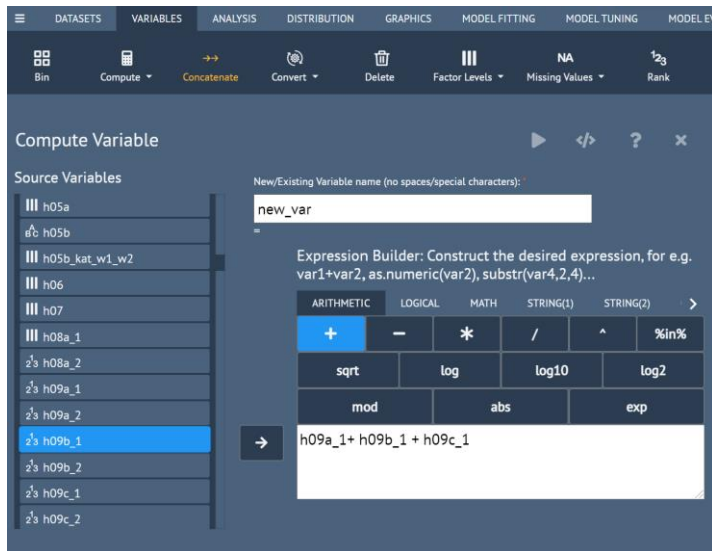 ☰ DATASETS VARIABLES ANALYSIS DISTRIBUTION GRAPHICS MODEL FITTING MODEL TUNING MODEL E
Bin Compute Concatenate Convert Delete Factor Levels NA Missing Values 123 Rank
Compute Variable </> ? ×
Source Variables
h05a
h05b
h05b_kat_w1_w2
h06
h07
h08a_1
h08a_2
h09a_1
h09a_2
h09b_1
h09b_2
h09c_1
h09c_2
New/Existing Variable name (no spaces/special characters): *
new_var
=
Expression Builder: Construct the desired expression, for e.g.
var1+var2, as.numeric(var2), substr(var4,2,4)...
ARITHMETIC LOGICAL MATH STRING(1) STRING(2)
+ − * / ^ %in%
sqrt log log10 log2
mod abs exp
h09a_1+ h09b_1 + h09c_1